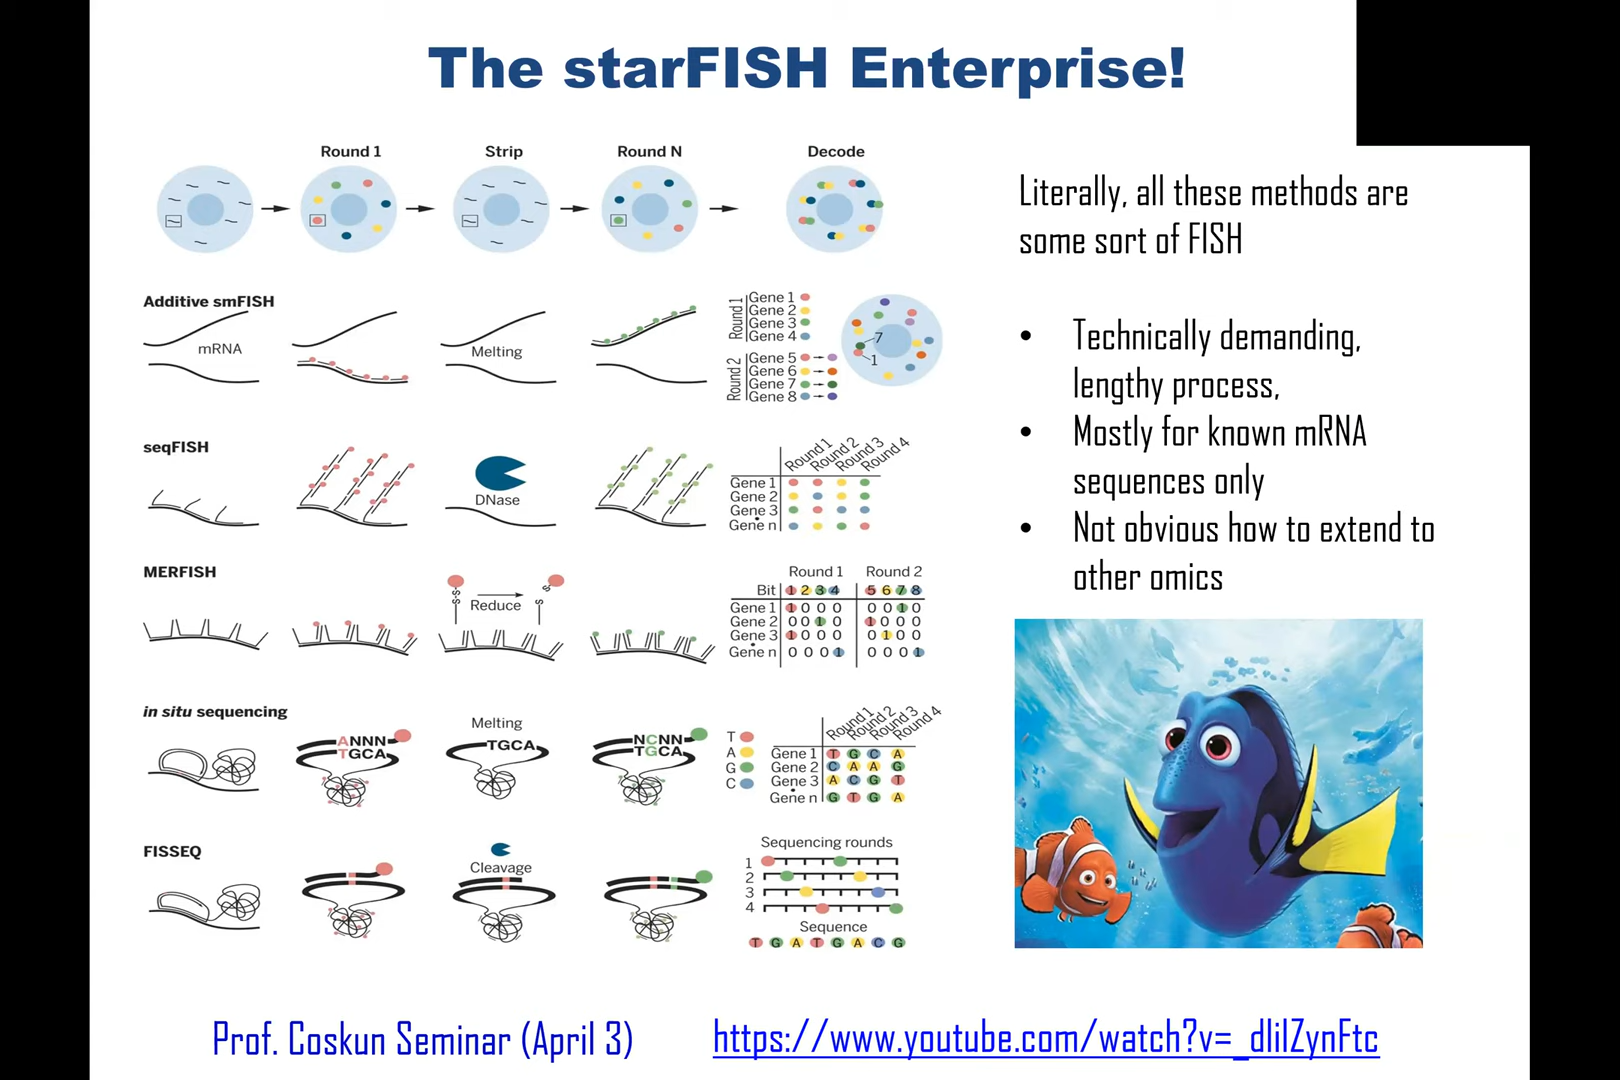 The starFISH Enterprise!
Round 1 Strip Round N Decode
Additive smFISH
mRNA
Melting
Round 1
Gene 1
Gene 2
Gene 3
Gene 4
Round 2
Gene 5
Gene 6
Gene 7
Gene 8
7
1
seqFISH
DNase
Round 1 Round 2 Round 3 Round 4
Gene 1
Gene 2
Gene 3
Gene n
MERFISH
-S-S- S- -S
Reduce
Round 1 Round 2
Bit 1 2 3 4 5 6 7 8
Gene 1 1 0 0 0 0 0 1 0
Gene 2 0 0 1 0 1 0 0 0
Gene 3 1 0 0 0 0 1 0 0
Gene n 0 0 0 1 0 0 0 1
in situ sequencing
ANNN
TGCA
Melting
TGCA
NCNN
TGCA
T
A
G
C
Round 1 Round 2 Round 3 Round 4
Gene 1 T G C A
Gene 2 C A A G
Gene 3 A C G T
Gene n G T G A
FISSEQ
Cleavage
Sequencing rounds
1
2
3
4
Sequence
T G A T G A C G
Literally, all these methods are
some sort of FISH
• Technically demanding,
lengthy process,
• Mostly for known mRNA
sequences only
• Not obvious how to extend to
other omics
Prof. Coskun Seminar (April 3) https://www.youtube.com/watch?v=_dIiIZynFtc